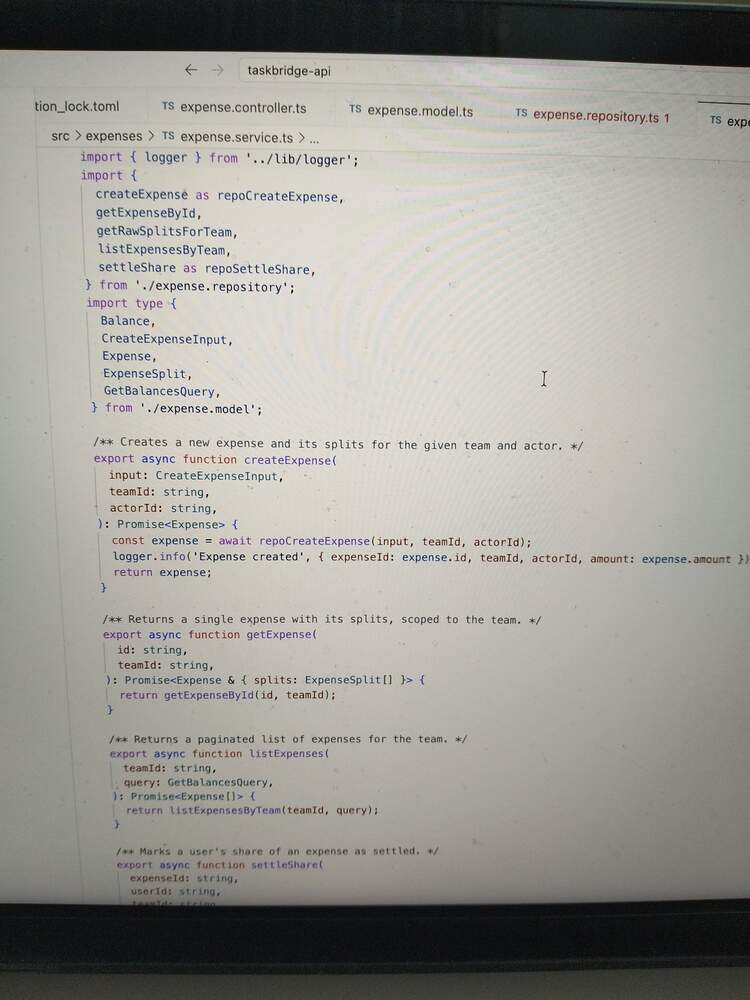 ← → taskbridge-api
tion_lock.toml TS expense.controller.ts TS expense.model.ts TS expense.repository.ts 1 TS expe
src > expenses > TS expense.service.ts > ...
import { logger } from '../lib/logger';
import {
createExpense as repoCreateExpense,
getExpenseById,
getRawSplitsForTeam,
listExpensesByTeam,
settleShare as repoSettleShare,
} from './expense.repository';
import type {
Balance,
CreateExpenseInput,
Expense,
ExpenseSplit,
GetBalancesQuery,
} from './expense.model';
/** Creates a new expense and its splits for the given team and actor. */
export async function createExpense(
input: CreateExpenseInput,
teamId: string,
actorId: string,
): Promise<Expense> {
const expense = await repoCreateExpense(input, teamId, actorId);
logger.info('Expense created', { expenseId: expense.id, teamId, actorId, amount: expense.amount })
return expense;
}
/** Returns a single expense with its splits, scoped to the team. */
export async function getExpense(
id: string,
teamId: string,
): Promise<Expense & { splits: ExpenseSplit[] }> {
return getExpenseById(id, teamId);
}
/** Returns a paginated list of expenses for the team. */
export async function listExpenses(
teamId: string,
query: GetBalancesQuery,
): Promise<Expense[]> {
return listExpensesByTeam(teamId, query);
}
/** Marks a user's share of an expense as settled. */
export async function settleShare(
expenseId: string,
userId: string,
teamId: string